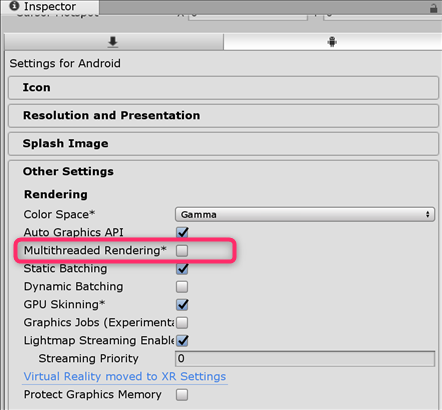 Inspector
Settings for Android
Icon
Resolution and Presentation
Splash Image
Other Settings
Rendering
Color Space* Gamma
Auto Graphics API
Multithreaded Rendering*
Static Batching
Dynamic Batching
GPU Skinning*
Graphics Jobs (Experimenta
Lightmap Streaming Enable
Streaming Priority 0
Virtual Reality moved to XR Settings
Protect Graphics Memory